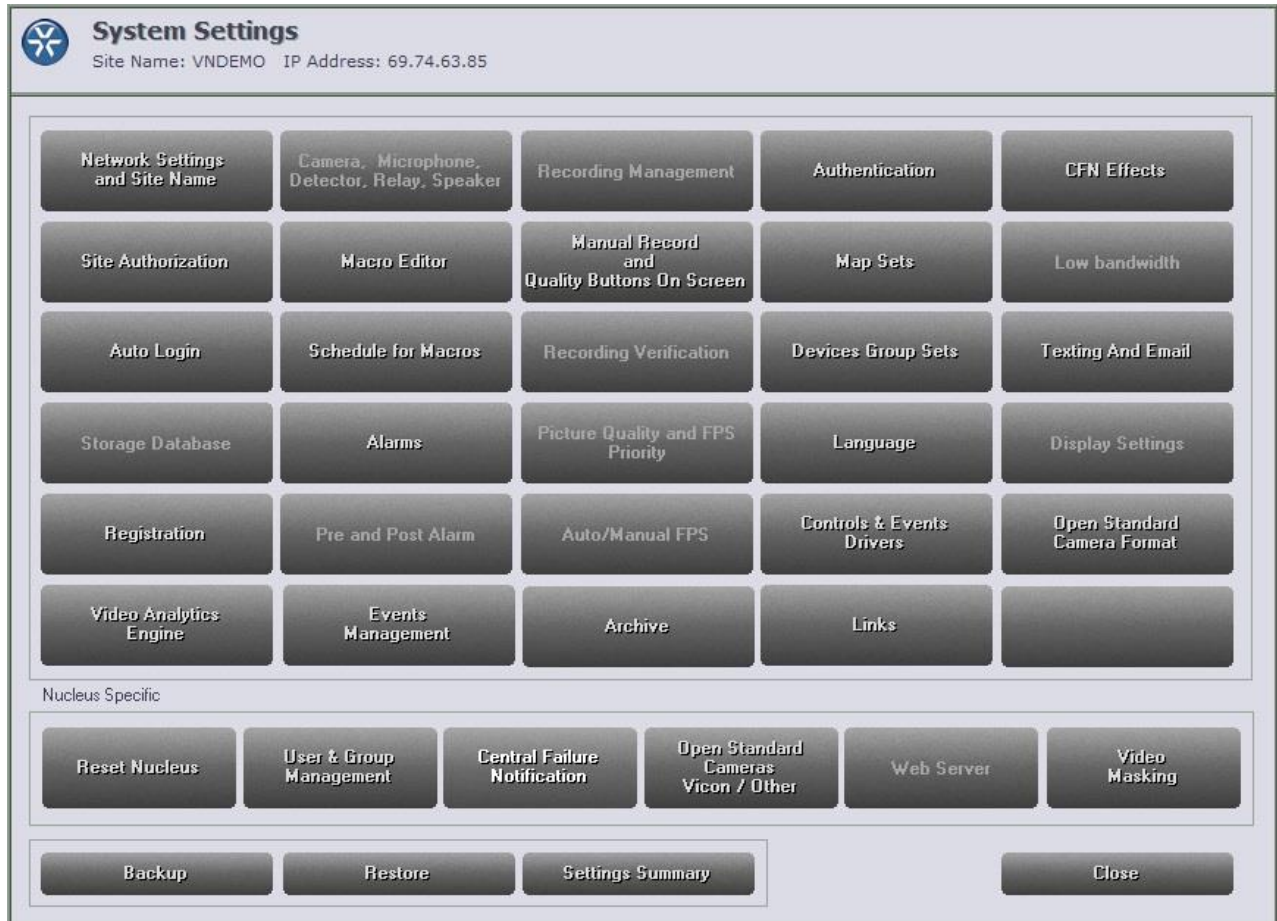 System Settings
Site Name: VNDEMO IP Address: 69.74.63.85
Network Settings
and Site Name
Camera, Microphone,
Detector, Relay, Speaker
Recording Management
Authentication
CFN Effects
Site Authorization
Macro Editor
Manual Record
and
Quality Buttons On Screen
Map Sets
Low bandwidth
Auto Login
Schedule for Macros
Recording Verification
Devices Group Sets
Texting And Email
Storage Database
Alarms
Picture Quality and FPS
Priority
Language
Display Settings
Registration
Pre and Post Alarm
Auto/Manual FPS
Controls & Events
Drivers
Open Standard
Camera Format
Video Analytics
Engine
Events
Management
Archive
Links
Nucleus Specific
Reset Nucleus
User & Group
Management
Central Failure
Notification
Open Standard
Cameras
Vicon / Other
Web Server
Video
Masking
Backup
Restore
Settings Summary
Close